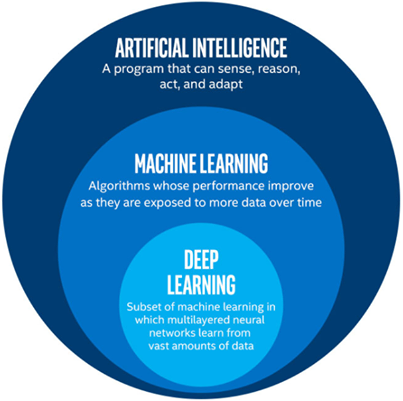 ARTIFICIAL INTELLIGENCE
A program that can sense, reason,
act, and adapt
MACHINE LEARNING
Algorithms whose performance improve
as they are exposed to more data over time
DEEP
LEARNING
Subset of machine learning in
which multilayered neural
networks learn from
vast amounts of data